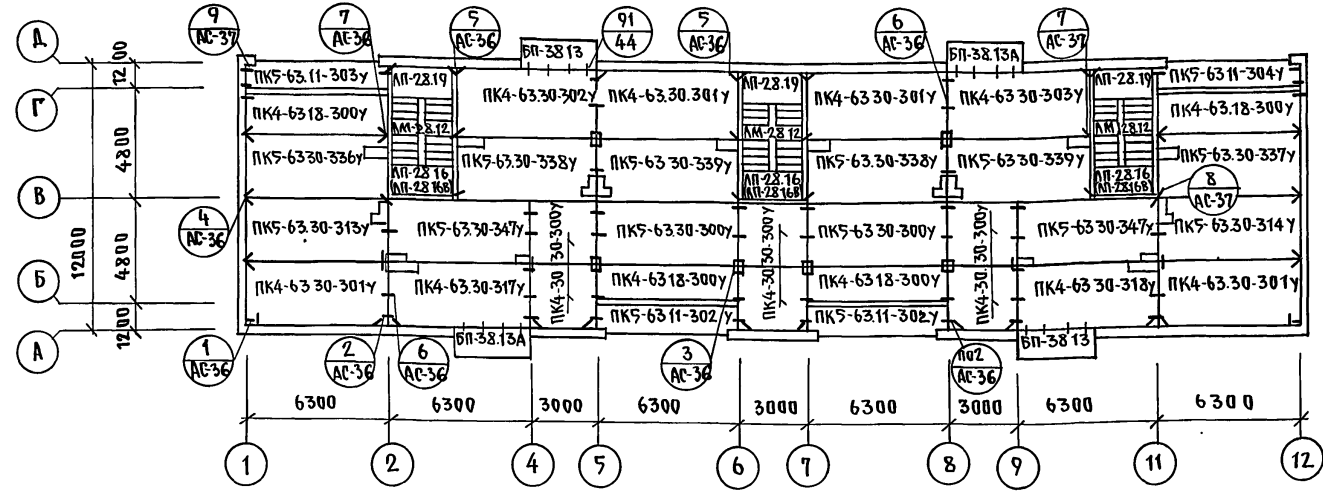 9 7 5 91 5 6 7
АС-37 АС-36 АС-36 44 АС-36 АС-36 АС-37
Д
БП-38 13
БП-38.13А
1200
ПК5-63.11-303у
ЛП-28.19
ПК4-63.30-302у
ПК4-63.30.301у
ЛП-28.19
ПК4-63 30-301у
ПК4-63.30-303у
ЛП-28.19
ПК5-63 11-304у
Г
ПК4-63 18-300у
ПК4-63.18-300у
4800
ЛМ-28.12
ЛМ-28.12
ЛМ-28.12
ПК5-63 30-336у
ПК5-63.30-338у
ПК5-63 30-339у
ПК5-63.30-338у
ПК5-63.30-339у
ПК5-63.30-337у
ЛП-28 16
(ЛП-28 16В)
ЛП-28.16
(ЛП-28 16В)
ЛП-28.16
(ЛП-28 16В)
В
8
АС-37
4
АС-36
12000
ПК5-63.30-313у
ПК5-63.30-347у
ПК4-30 30-300у
ПК5-63.30-300у
ПК4-30 30-300у
ПК5-63.30-300у
ПК4-30.30-300у
ПК5-63.30-347у
ПК5-63.30-314у
4800
Б
ПК4-63 30-301у
ПК4-63.30-317у
ПК4-63 18-300у
ПК4-63 18-300у
ПК4-63 30-318у
ПК4-63.30-301у
1200
ПК5-63 11-302у
ПК5-63.11-302у
А
БП-38.13А
БП-38 13
1 2 6 3 по2
АС-36 АС-36 АС-36 АС-36 АС-36
6300 6300 3000 6300 3000 6300 3000 6300 6300
1 2 4 5 6 7 8 9 11 12